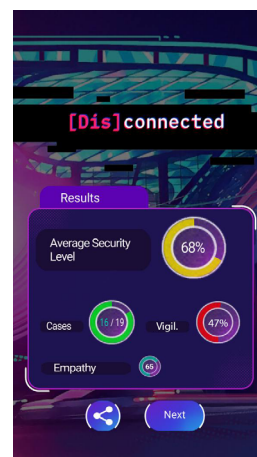 [Dis]connected
Results
Average Security
Level
68%
Cases
16 / 19
Vigil.
47%
Empathy
65
Next